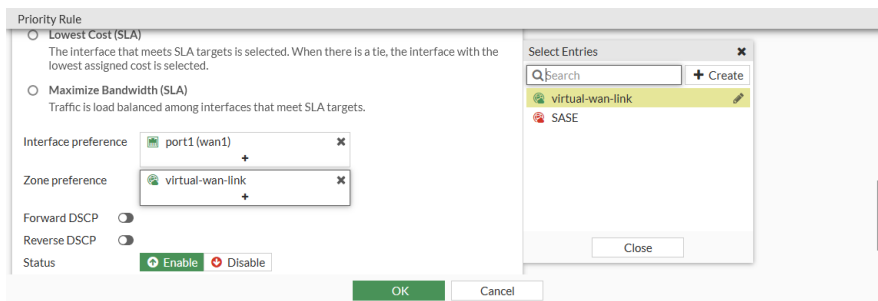 Priority Rule
Lowest Cost (SLA)
The interface that meets SLA targets is selected. When there is a tie, the interface with the
lowest assigned cost is selected.
Maximize Bandwidth (SLA)
Traffic is load balanced among interfaces that meet SLA targets.
Interface preference
port1 (wan1)
+
Zone preference
virtual-wan-link
+
Forward DSCP
Reverse DSCP
Status
Enable
Disable
Select Entries
Search
+ Create
virtual-wan-link
SASE
Close
OK
Cancel